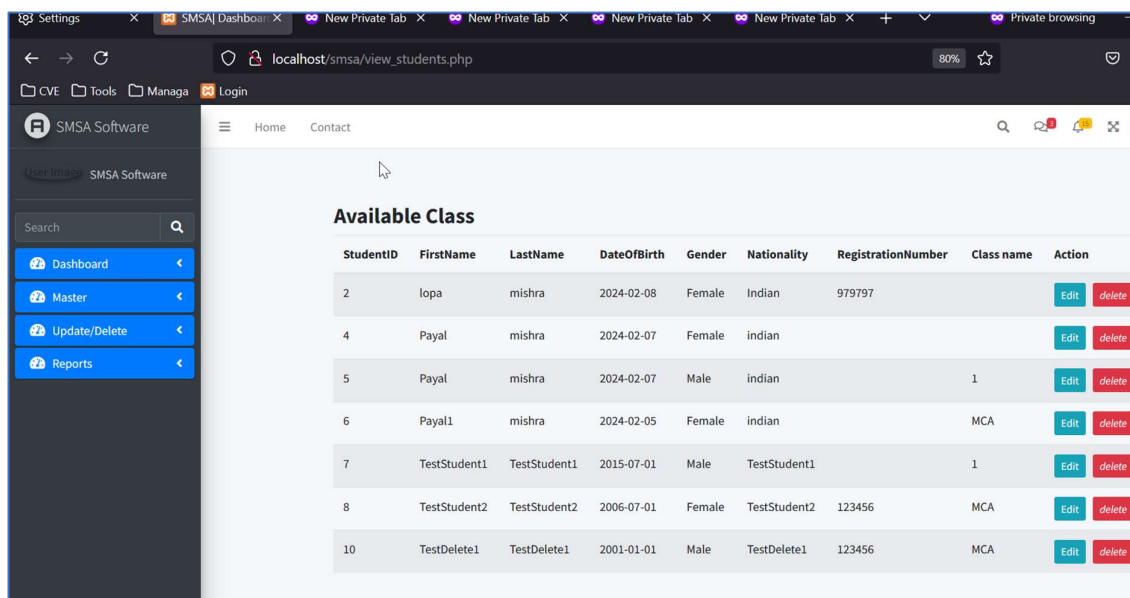 Settings SMSA| Dashboard New Private Tab New Private Tab New Private Tab New Private Tab Private browsing
localhost/smsa/view_students.php 80%
CVE Tools Managa Login
SMSA Software Home Contact 3 15
User Image SMSA Software
Search
Dashboard
Master
Update/Delete
Reports
Available Class
StudentID FirstName LastName DateOfBirth Gender Nationality RegistrationNumber Class name Action
2 lopa mishra 2024-02-08 Female Indian 979797 Edit delete
4 Payal mishra 2024-02-07 Female indian Edit delete
5 Payal mishra 2024-02-07 Male indian 1 Edit delete
6 Payal1 mishra 2024-02-05 Female indian MCA Edit delete
7 TestStudent1 TestStudent1 2015-07-01 Male TestStudent1 1 Edit delete
8 TestStudent2 TestStudent2 2006-07-01 Female TestStudent2 123456 MCA Edit delete
10 TestDelete1 TestDelete1 2001-01-01 Male TestDelete1 123456 MCA Edit delete